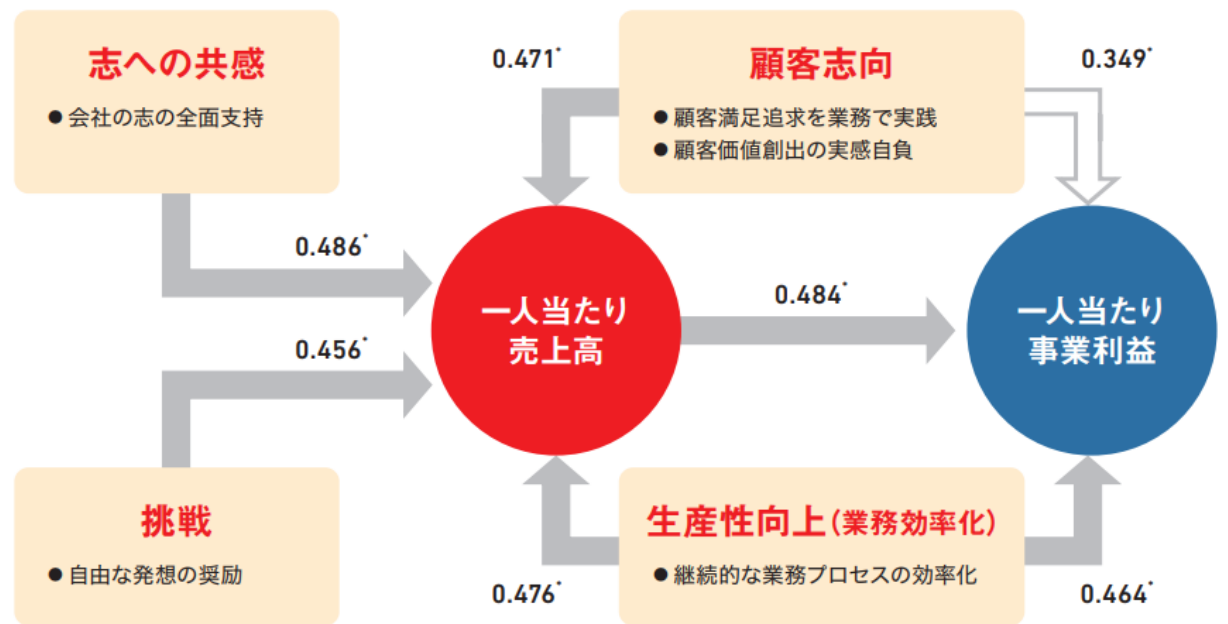 志への共感
● 会社の志の全面支持
0.471*
顧客志向
● 顧客満足追求を業務で実践
● 顧客価値創出の実感自負
0.349*
0.486*
0.456*
一人当たり
売上高
0.484*
一人当たり
事業利益
挑戦
● 自由な発想の奨励
0.476*
生産性向上(業務効率化)
● 継続的な業務プロセスの効率化
0.464*